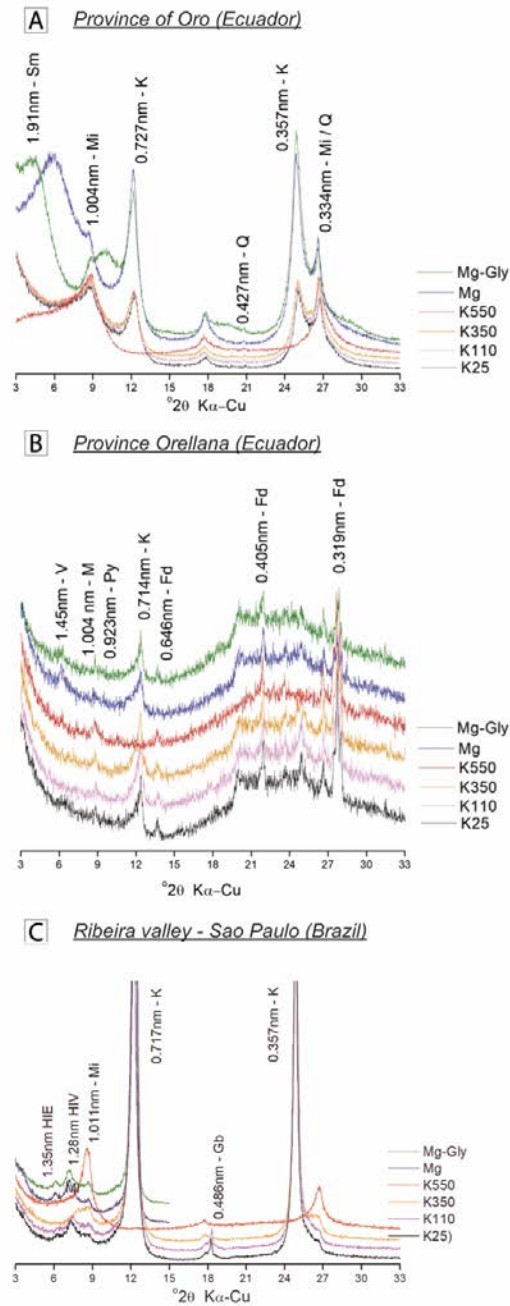 A Province of Oro (Ecuador)
1.91nm - Sm
1.004nm - Mi
0.727nm - K
0.427nm - Q
0.357nm - K
0.334nm - Mi / Q
Mg-Gly
Mg
K550
K350
K110
K25
3 6 9 12 15 18 21 24 27 30 33
°2θ Kα-Cu
B Province Orellana (Ecuador)
1.45nm - V
1.004 nm - M
0.923nm - Py
0.714nm - K
0.646nm - Fd
0.405nm - Fd
0.319nm - Fd
Mg-Gly
Mg
K550
K350
K110
K25
3 6 9 12 15 18 21 24 27 30 33
°2θ Kα-Cu
C Ribeira valley - Sao Paulo (Brazil)
1.35nm HIE
1.28nm HIV
1.011nm - Mi
0.717nm - K
0.486nm - Gb
0.357nm - K
Mg-Gly
Mg
K550
K350
K110
K25)
3 6 9 12 15 18 21 24 27 30 33
°2θ Kα-Cu